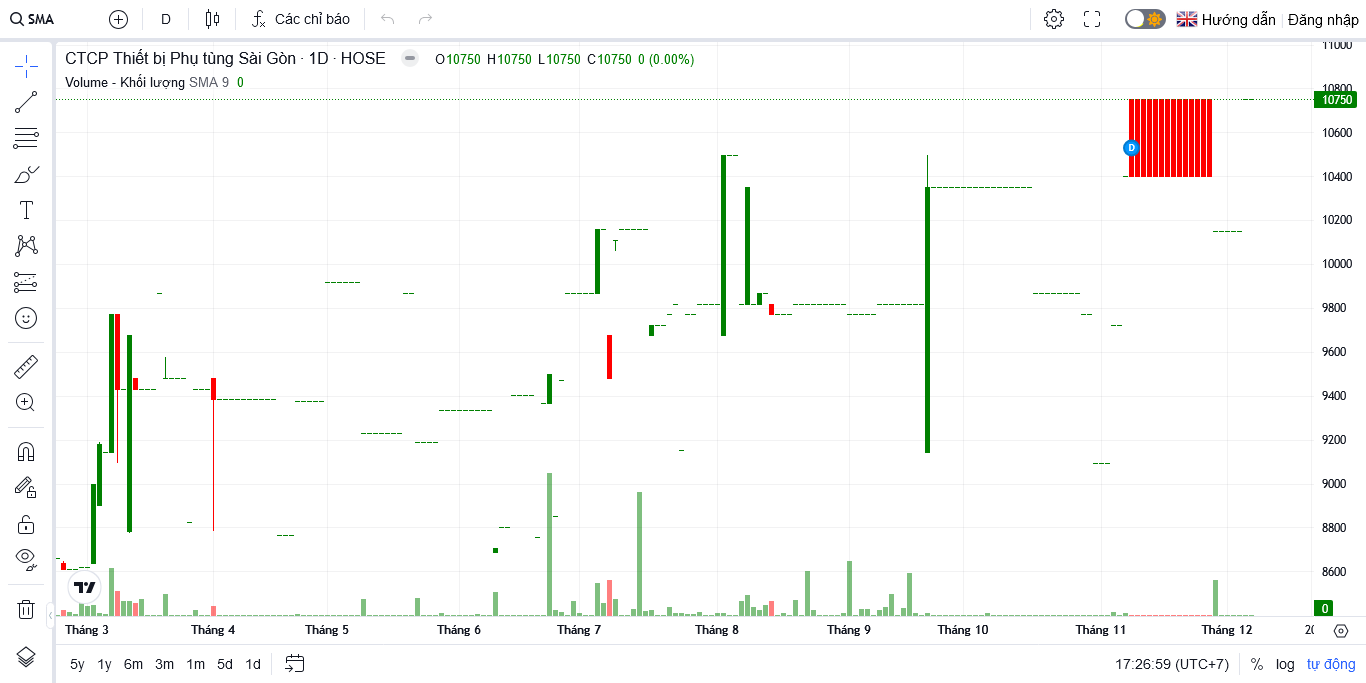 SMA D Các chỉ báo Hướng dẫn Đăng nhập
CTCP Thiết bị Phụ tùng Sài Gòn · 1D · HOSE O10750 H10750 L10750 C10750 0 (0.00%)
Volume - Khối lượng SMA 9 0
11000
10800
10750
10600
10400
10200
10000
9800
9600
9400
9200
9000
8800
8600
0
D
Tháng 3 Tháng 4 Tháng 5 Tháng 6 Tháng 7 Tháng 8 Tháng 9 Tháng 10 Tháng 11 Tháng 12
5y 1y 6m 3m 1m 5d 1d 17:26:59 (UTC+7) % log tự động